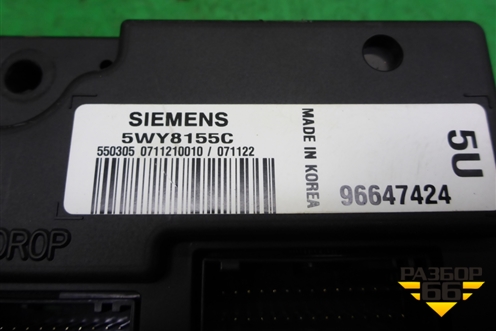 SIEMENS
5WY8155C
550305 0711210010 / 071122
MADE IN KOREA
5U
96647424
DROP
РАЗБОР
66